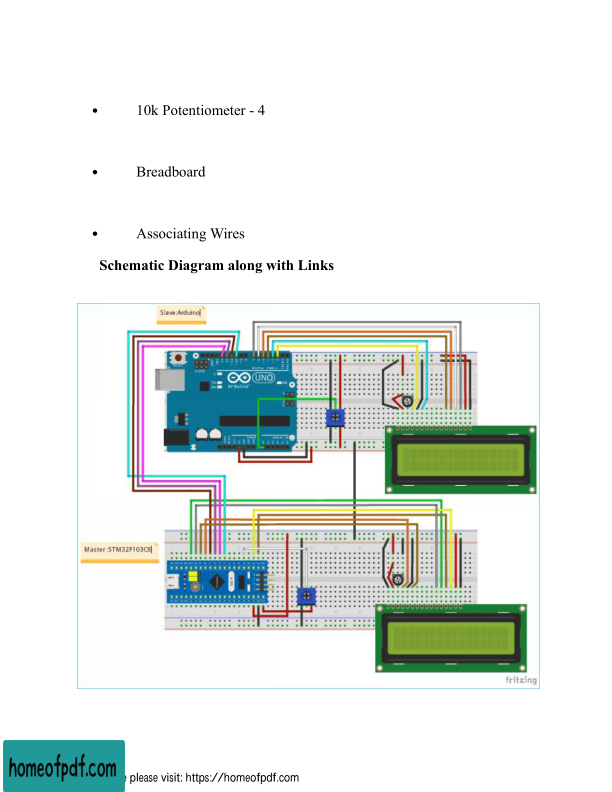 • 10k Potentiometer - 4
• Breadboard
• Associating Wires
Schematic Diagram along with Links
Slave:Arduino
UNO
Arduino
Master:STM32F103C8
fritzing
homeofpdf.com
e please visit: https://homeofpdf.com